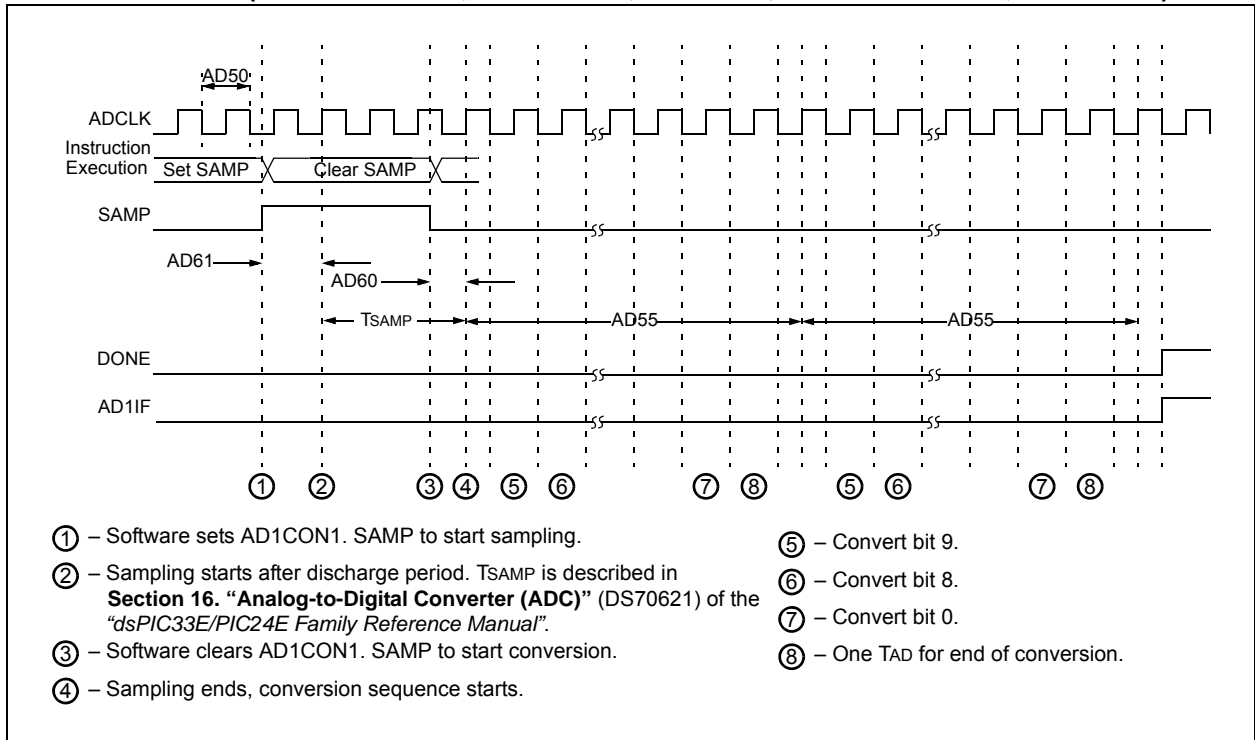 AD50
ADCLK
Instruction
Execution
Set SAMP
Clear SAMP
SAMP
AD61
AD60
TSAMP
AD55
AD55
DONE
AD1IF
1 2 3 4 5 6 7 8 5 6 7 8
1 – Software sets AD1CON1. SAMP to start sampling.
2 – Sampling starts after discharge period. TSAMP is described in
Section 16. “Analog-to-Digital Converter (ADC)” (DS70621) of the
“dsPIC33E/PIC24E Family Reference Manual”.
3 – Software clears AD1CON1. SAMP to start conversion.
4 – Sampling ends, conversion sequence starts.
5 – Convert bit 9.
6 – Convert bit 8.
7 – Convert bit 0.
8 – One TAD for end of conversion.